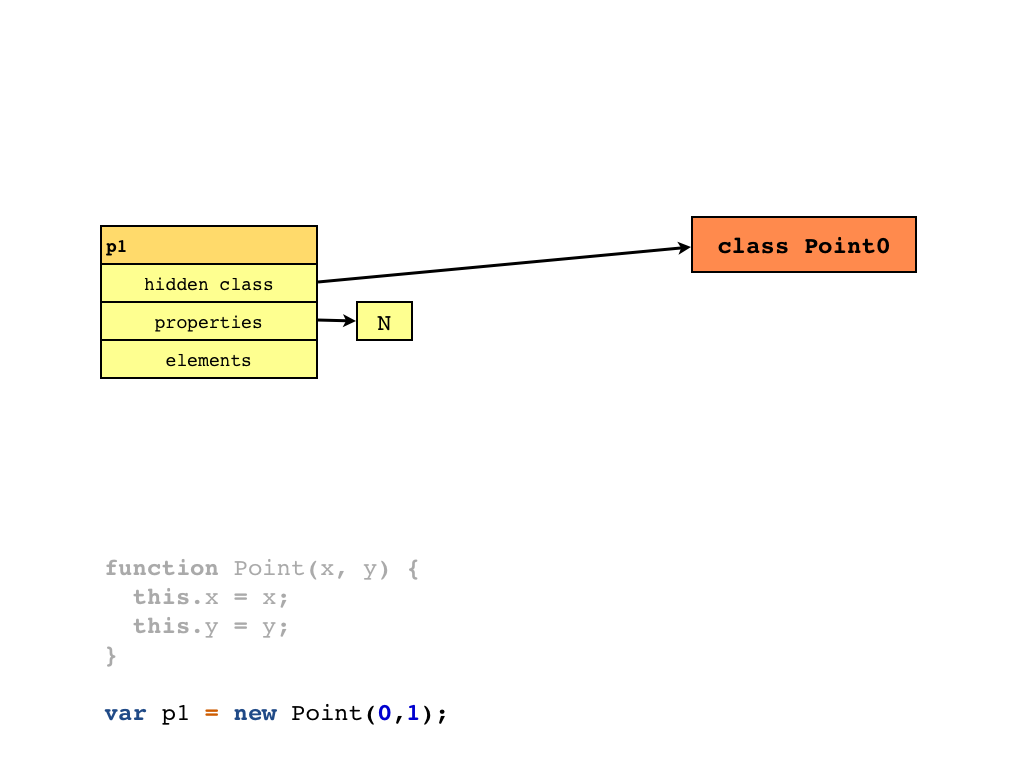 p1
class Point0
hidden class
properties
N
elements
function Point(x, y) {
  this.x = x;
  this.y = y;
}
var p1 = new Point(0,1);